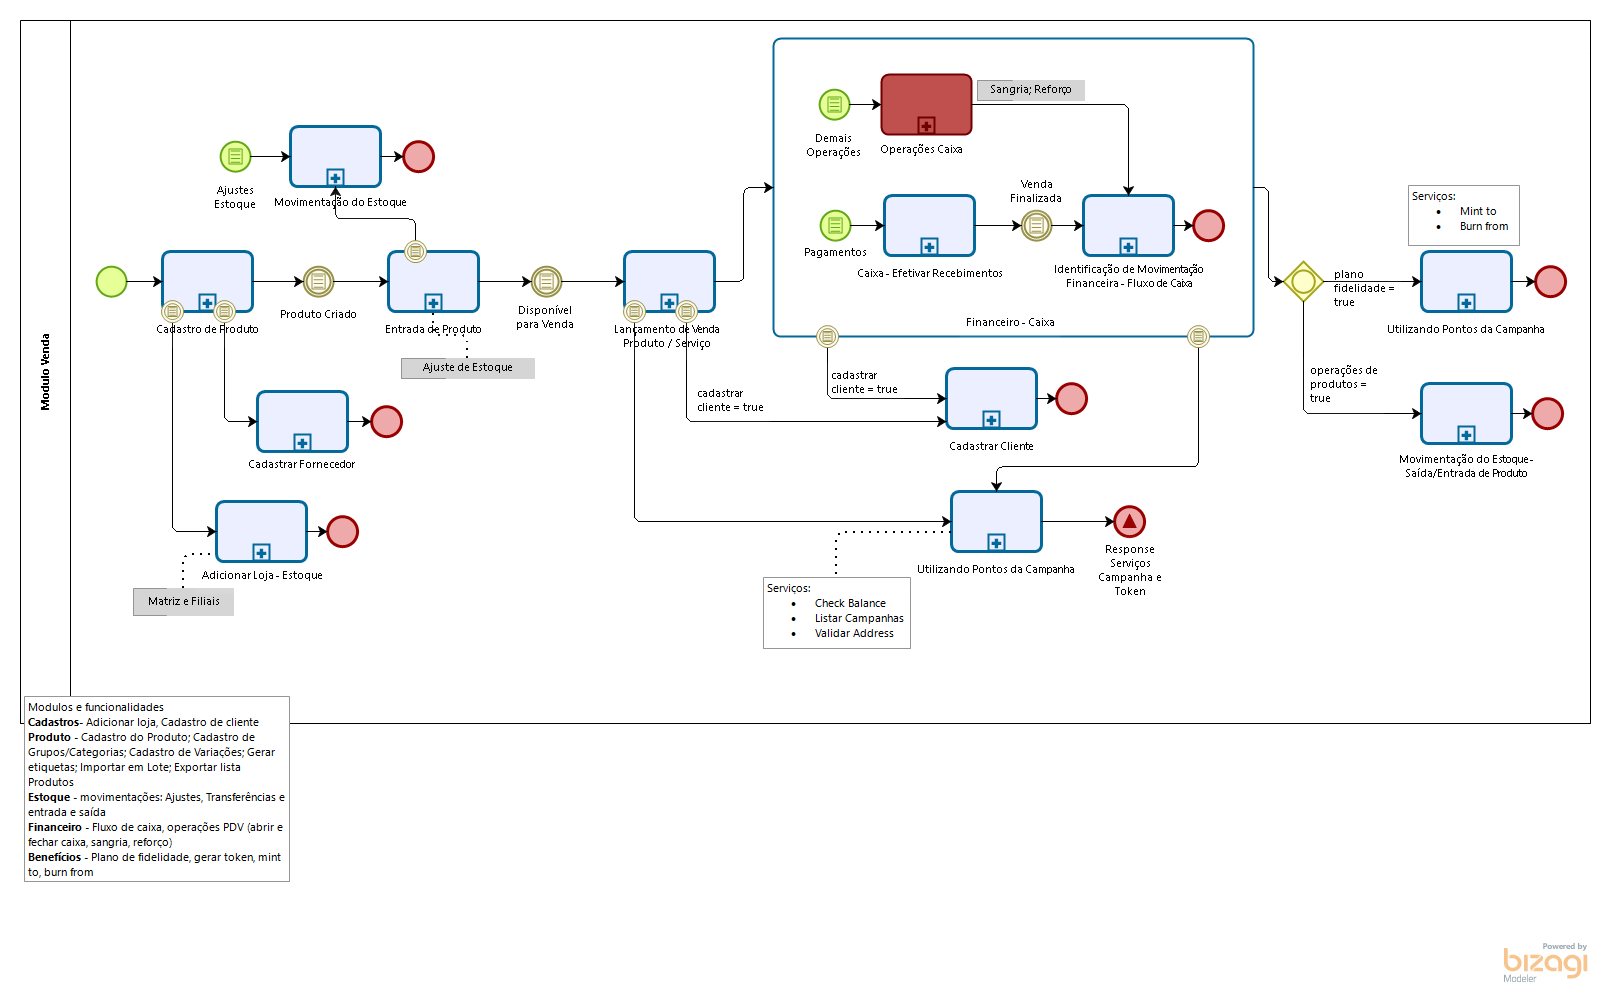 Modulo Venda
Ajustes
Estoque
Movimentação do Estoque
Cadastro de Produto
Produto Criado
Entrada de Produto
Ajuste de Estoque
Disponível
para Venda
Lançamento de Venda
Produto / Serviço
Cadastrar Fornecedor
Adicionar Loja - Estoque
Matriz e Filiais
Demais
Operações
Operações Caixa
Sangria; Reforço
Pagamentos
Caixa - Efetivar Recebimentos
Venda
Finalizada
Identificação de Movimentação
Financeira - Fluxo de Caixa
Financeiro - Caixa
cadastrar
cliente = true
cadastrar
cliente = true
Cadastrar Cliente
Utilizando Pontos da Campanha
Response
Serviços
Campanha e
Token
Serviços:
• Check Balance
• Listar Campanhas
• Validar Address
Serviços:
• Mint to
• Burn from
plano
fidelidade =
true
Utilizando Pontos da Campanha
operações de
produtos =
true
Movimentação do Estoque-
Saída/Entrada de Produto
Modulos e funcionalidades
Cadastros- Adicionar loja, Cadastro de cliente
Produto - Cadastro do Produto; Cadastro de
Grupos/Categorias; Cadastro de Variações; Gerar
etiquetas; Importar em Lote; Exportar lista
Produtos
Estoque - movimentações: Ajustes, Transferências e
entrada e saída
Financeiro - Fluxo de caixa, operações PDV (abrir e
fechar caixa, sangria, reforço)
Benefícios - Plano de fidelidade, gerar token, mint
to, burn from
Powered by
bizagi
Modeler